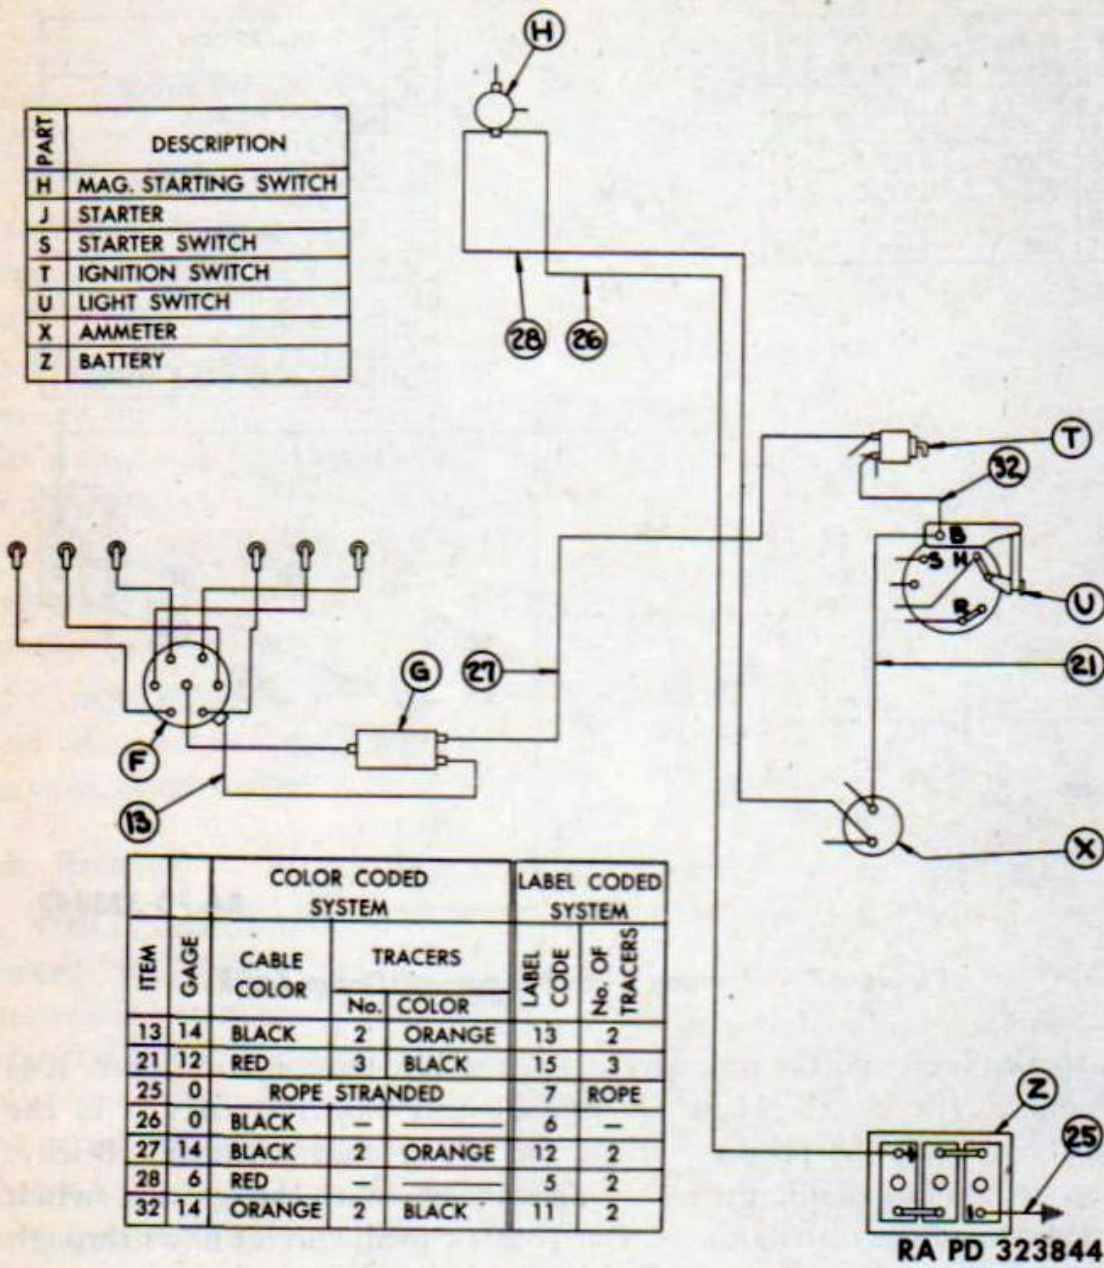 H
PART DESCRIPTION
H MAG. STARTING SWITCH
J STARTER
S STARTER SWITCH
T IGNITION SWITCH
U LIGHT SWITCH
X AMMETER
Z BATTERY
28 26
T
32
B
S H
U
R
G 27 21
F
13
X
COLOR CODED SYSTEM LABEL CODED SYSTEM
ITEM GAGE CABLE COLOR TRACERS LABEL CODE No. OF TRACERS
No. COLOR
13 14 BLACK 2 ORANGE 13 2
21 12 RED 3 BLACK 15 3
25 0 ROPE STRANDED 7 ROPE
26 0 BLACK – — 6 –
27 14 BLACK 2 ORANGE 12 2
28 6 RED – — 5 2
32 14 ORANGE 2 BLACK 11 2
Z
25
RA PD 323844